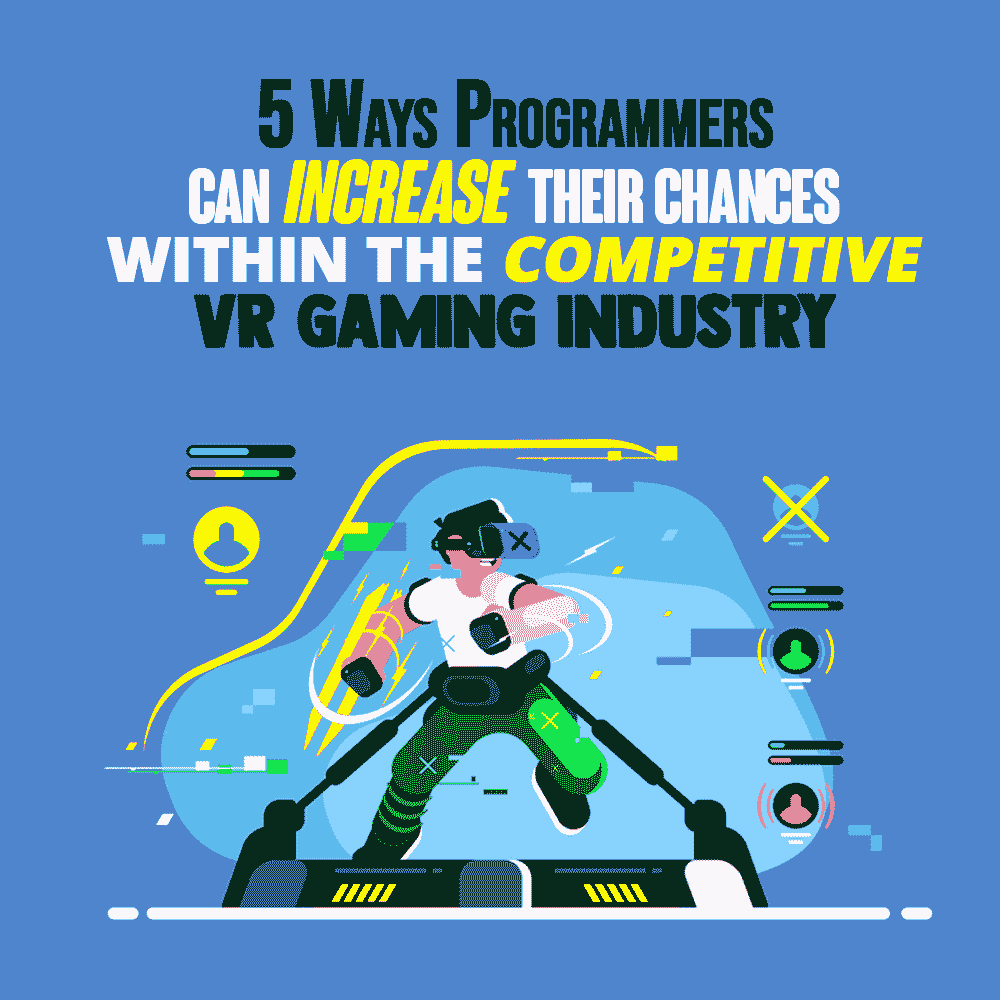 5 Ways Programmers
CAN INCREASE THEIR CHANCES
WITHIN THE COMPETITIVE
VR GAMING INDUSTRY